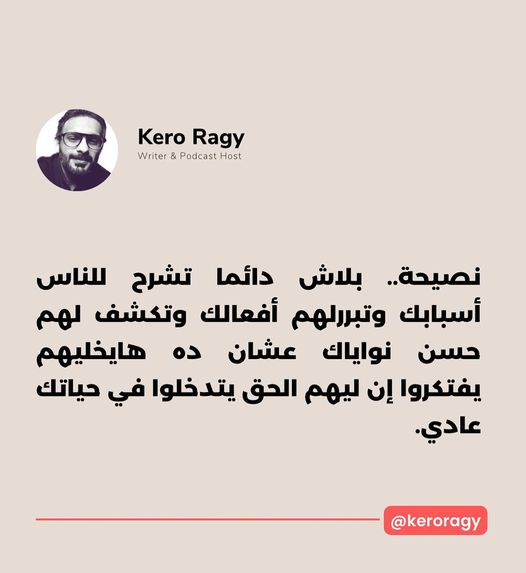 Kero Ragy
Writer & Podcast Host
نصيحة.. بلاش دائما تشرح للناس
أسبابك وتبررلهم أفعالك وتكشف لهم
حسن نواياك عشان ده هايخليهم
يفتكروا إن ليهم الحق يتدخلوا في حياتك
عادي.
@keroragy